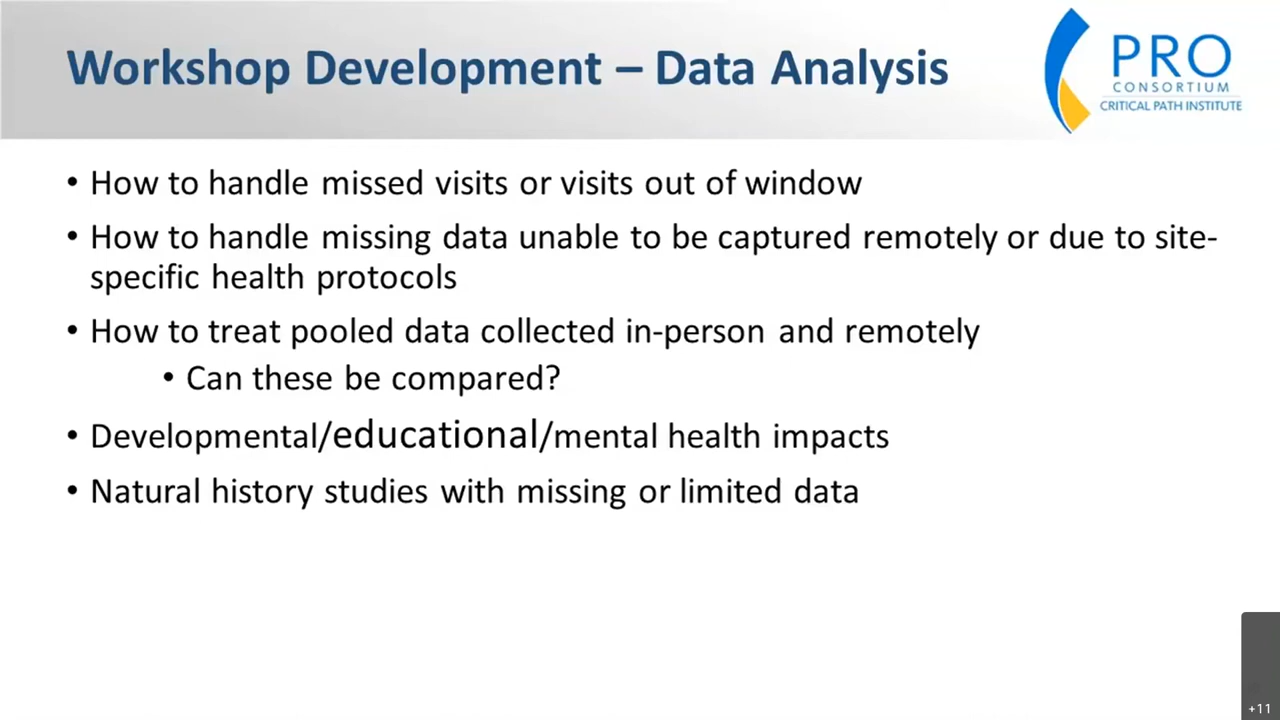 Workshop Development – Data Analysis
PRO
CONSORTIUM
CRITICAL PATH INSTITUTE
• How to handle missed visits or visits out of window
• How to handle missing data unable to be captured remotely or due to site-
specific health protocols
• How to treat pooled data collected in-person and remotely
• Can these be compared?
• Developmental/educational/mental health impacts
• Natural history studies with missing or limited data
+11